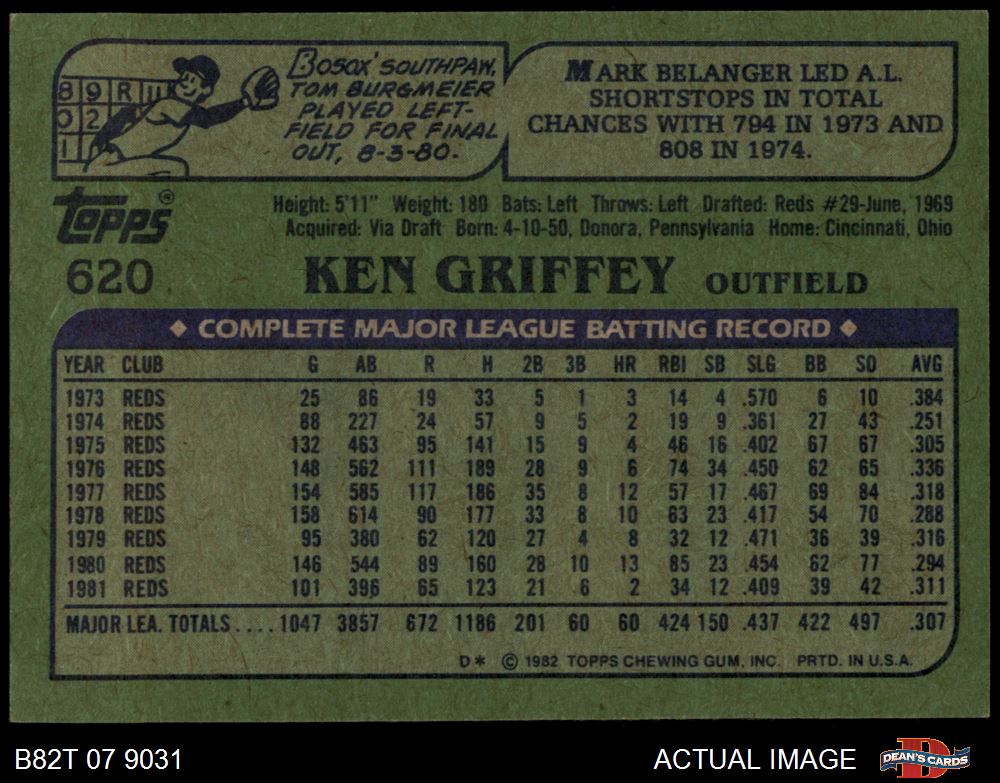 BOSOX' SOUTHPAW,
TOM BURGMEIER
PLAYED LEFT-
FIELD FOR FINAL
OUT, 8-3-80.
8 9 R
0 2
1
MARK BELANGER LED A.L.
SHORTSTOPS IN TOTAL
CHANCES WITH 794 IN 1973 AND
808 IN 1974.
TOPPS®
Height: 5'11" Weight: 180 Bats: Left Throws: Left Drafted: Reds #29-June, 1969
Acquired: Via Draft Born: 4-10-50, Donora, Pennsylvania Home: Cincinnati, Ohio
620 KEN GRIFFEY OUTFIELD
◆ COMPLETE MAJOR LEAGUE BATTING RECORD ◆
YEAR CLUB G AB R H 2B 3B HR RBI SB SLG BB SO AVG
1973 REDS 25 86 19 33 5 1 3 14 4 .570 6 10 .384
1974 REDS 88 227 24 57 9 5 2 19 9 .361 27 43 .251
1975 REDS 132 463 95 141 15 9 4 46 16 .402 67 67 .305
1976 REDS 148 562 111 189 28 9 6 74 34 .450 62 65 .336
1977 REDS 154 585 117 186 35 8 12 57 17 .467 69 84 .318
1978 REDS 158 614 90 177 33 8 10 63 23 .417 54 70 .288
1979 REDS 95 380 62 120 27 4 8 32 12 .471 36 39 .316
1980 REDS 146 544 89 160 28 10 13 85 23 .454 62 77 .294
1981 REDS 101 396 65 123 21 6 2 34 12 .409 39 42 .311
MAJOR LEA. TOTALS .... 1047 3857 672 1186 201 60 60 424 150 .437 422 497 .307
D* © 1982 TOPPS CHEWING GUM, INC. PRTD. IN U.S.A.
B82T 07 9031
ACTUAL IMAGE
DEAN'S CARDS